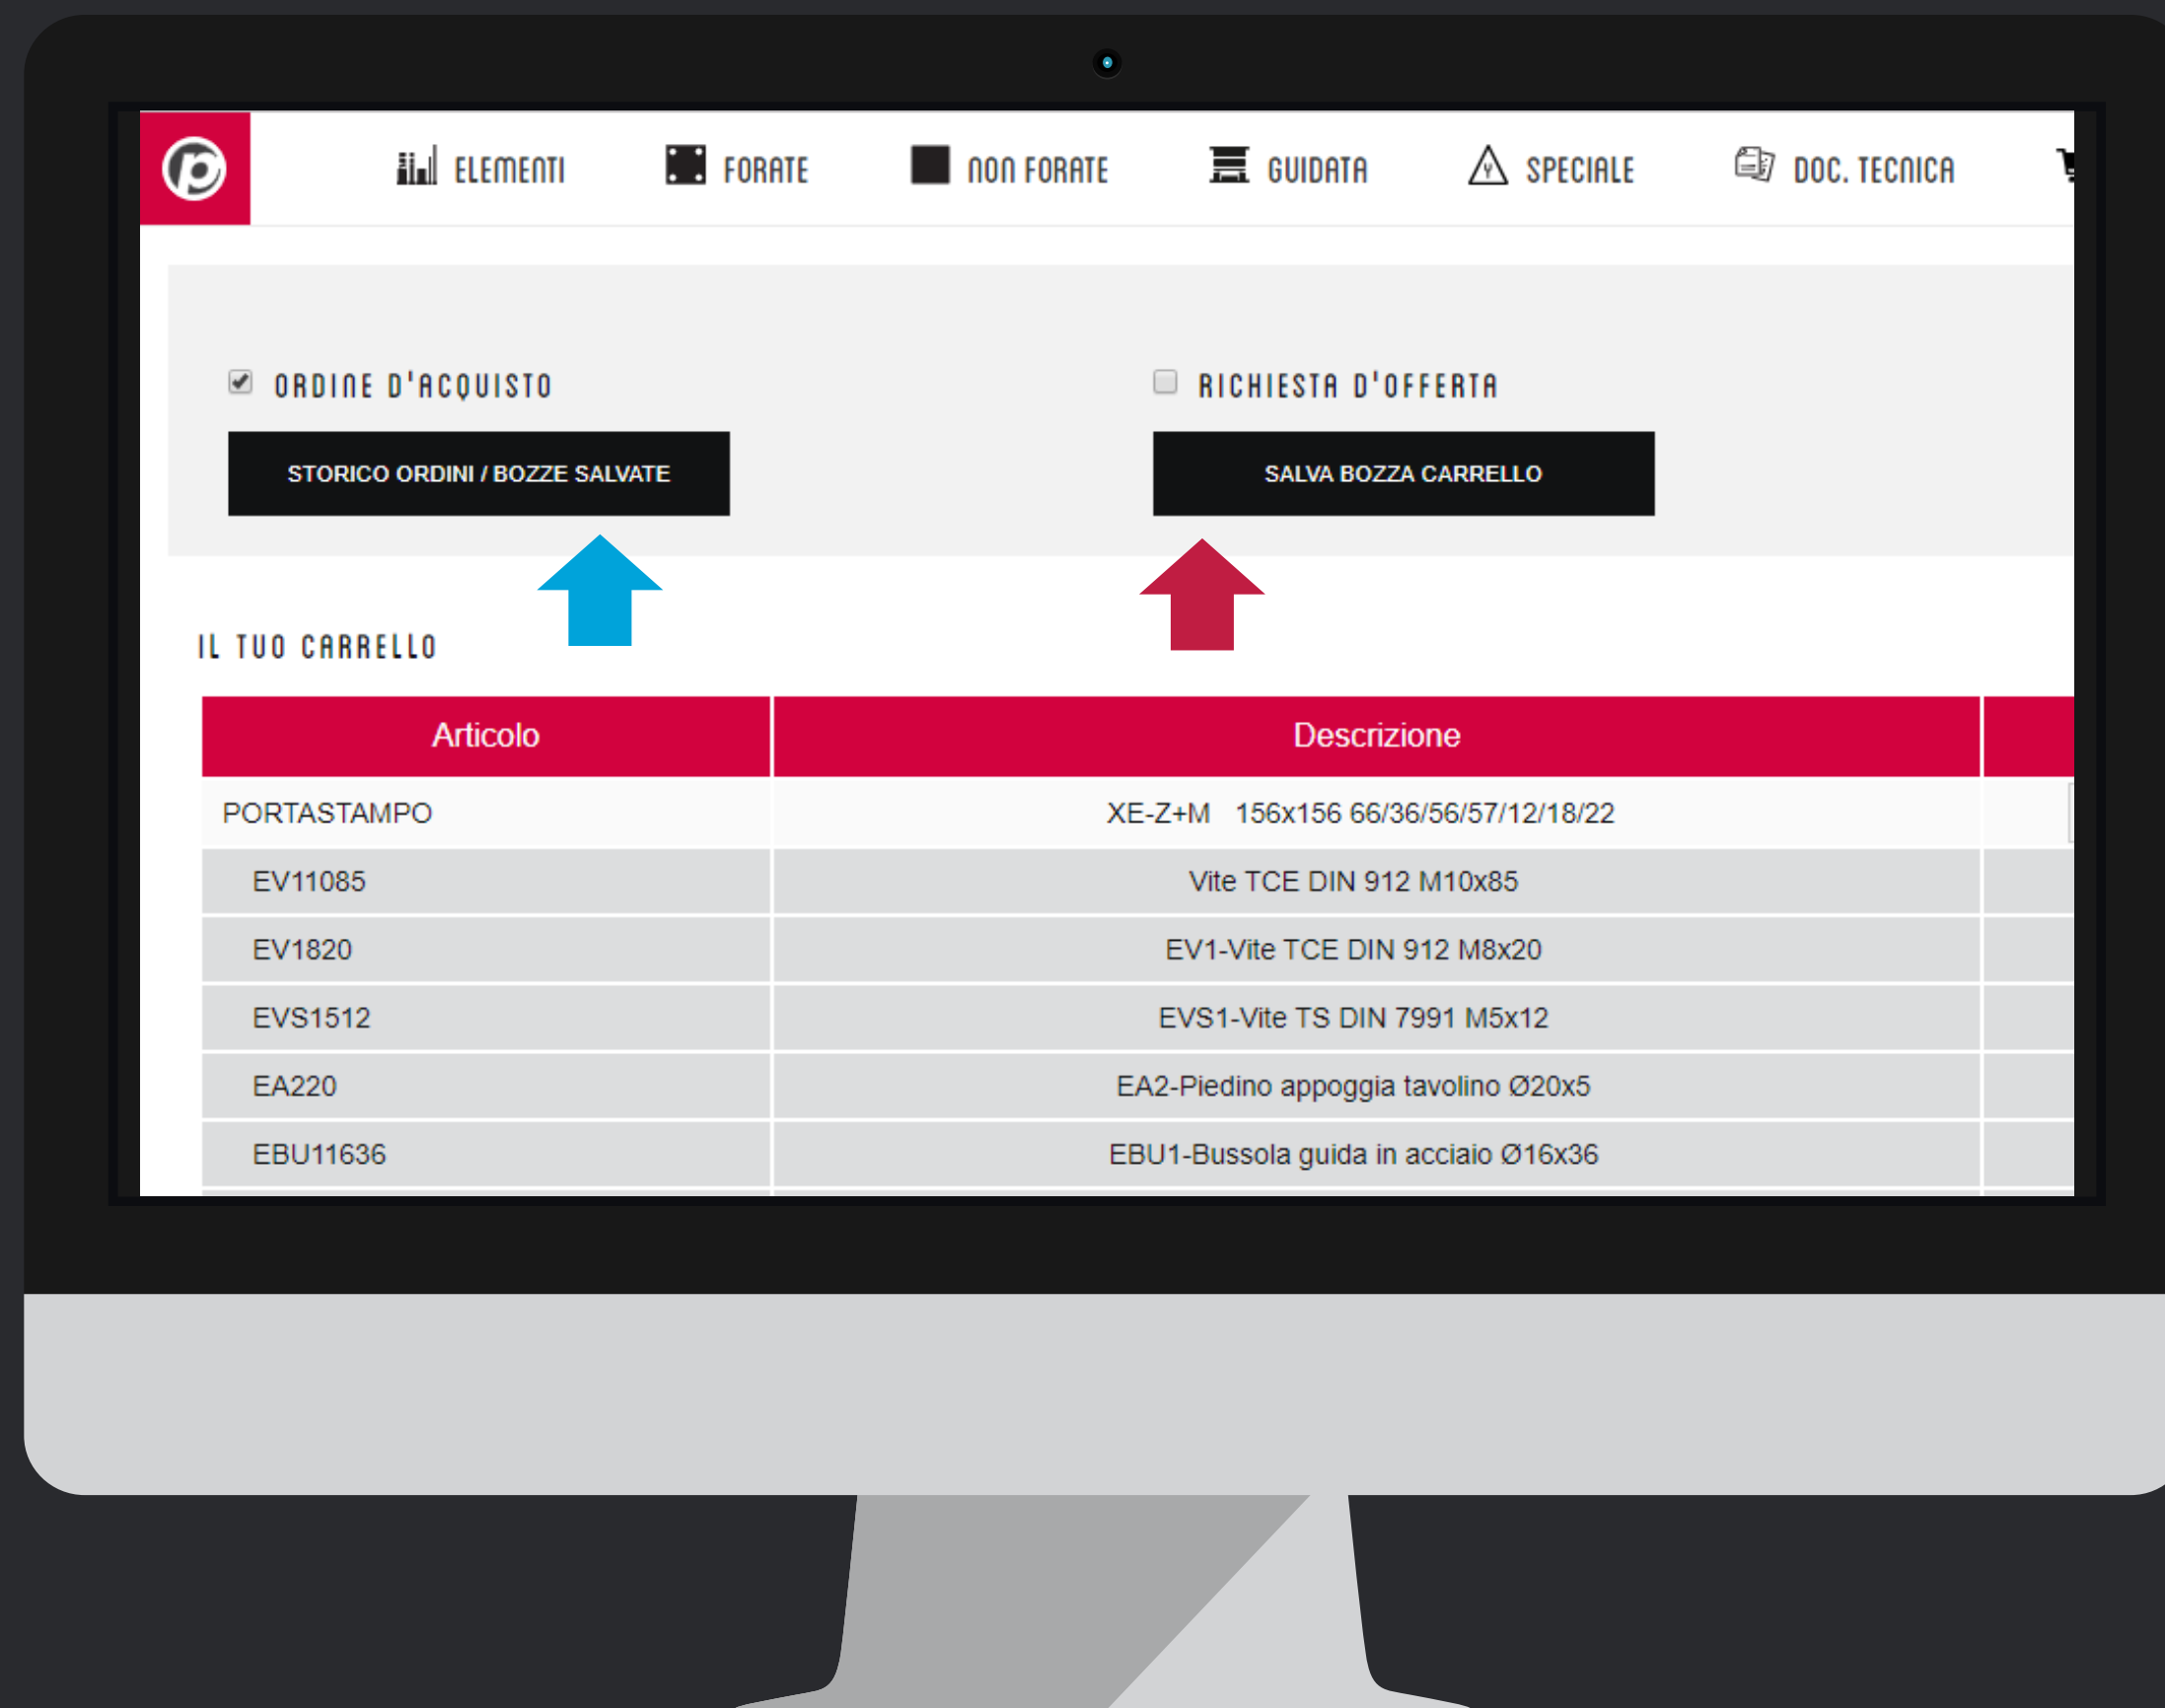 ELEMENTI FORATE NON FORATE GUIDATA SPECIALE DOC. TECNICA
ORDINE D'ACQUISTO RICHIESTA D'OFFERTA
STORICO ORDINI / BOZZE SALVATE SALVA BOZZA CARRELLO
IL TUO CARRELLO
Articolo Descrizione
PORTASTAMPO XE-Z+M 156x156 66/36/56/57/12/18/22
EV11085 Vite TCE DIN 912 M10x85
EV1820 EV1-Vite TCE DIN 912 M8x20
EVS1512 EVS1-Vite TS DIN 7991 M5x12
EA220 EA2-Piedino appoggia tavolino Ø20x5
EBU11636 EBU1-Bussola guida in acciaio Ø16x36